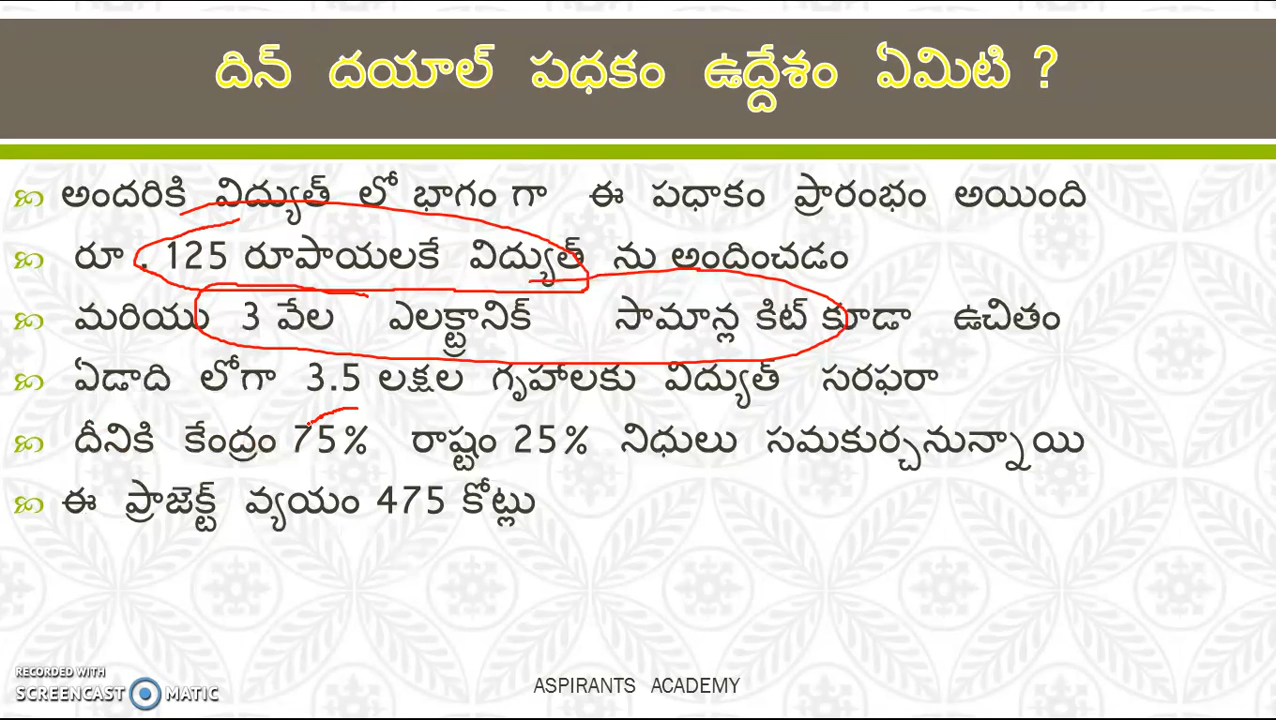 దిన్ దయాల్ పధకం ఉద్దేశం ఏమిటి ?
అందరికి విద్యుత్ లో భాగం గా ఈ పధాకం ప్రారంభం అయింది
రూ . 125 రూపాయలకే విద్యుత్ ను అందించడం
మరియు 3 వేల ఎలక్ట్రానిక్ సామాన్ల కిట్ కూడా ఉచితం
ఏడాది లోగా 3.5 లక్షల గృహాలకు విద్యుత్ సరఫరా
దీనికి కేంద్రం 75% రాష్టం 25% నిధులు సమకుర్చనున్నాయి
ఈ ప్రాజెక్ట్ వ్యయం 475 కోట్లు
RECORDED WITH
SCREENCAST MATIC
ASPIRANTS ACADEMY